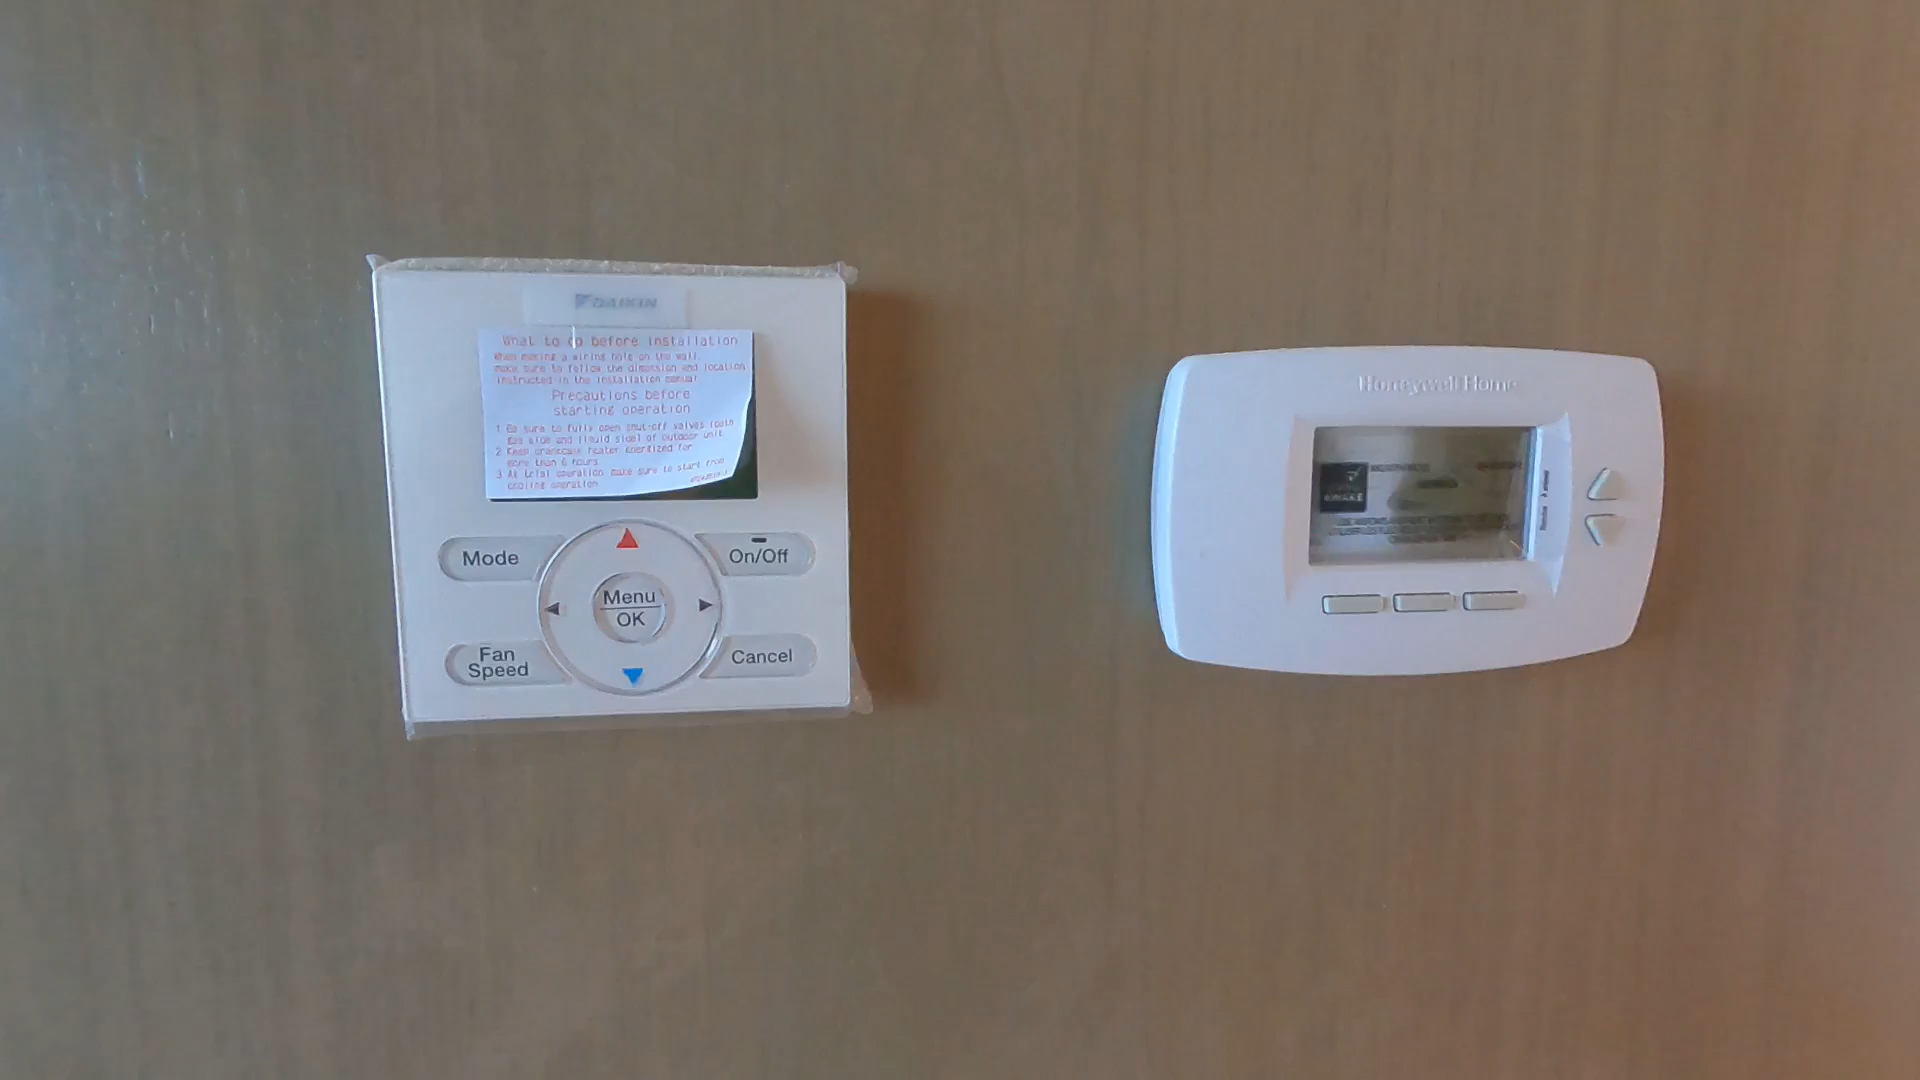 DAIKIN
What to do before installation
When making a wiring hole on the wall,
make sure to follow the dimension and location
instructed in the installation manual
Precautions before
starting operation
1 Be sure to fully open shut-off valves (both
gas side and liquid side) of outdoor unit
2 Keep crankcase heater energized for
more than 6 hours
3 At trial operation make sure to start from
cooling operation
Mode
On/Off
Menu
OK
Fan
Speed
Cancel
Honeywell Home